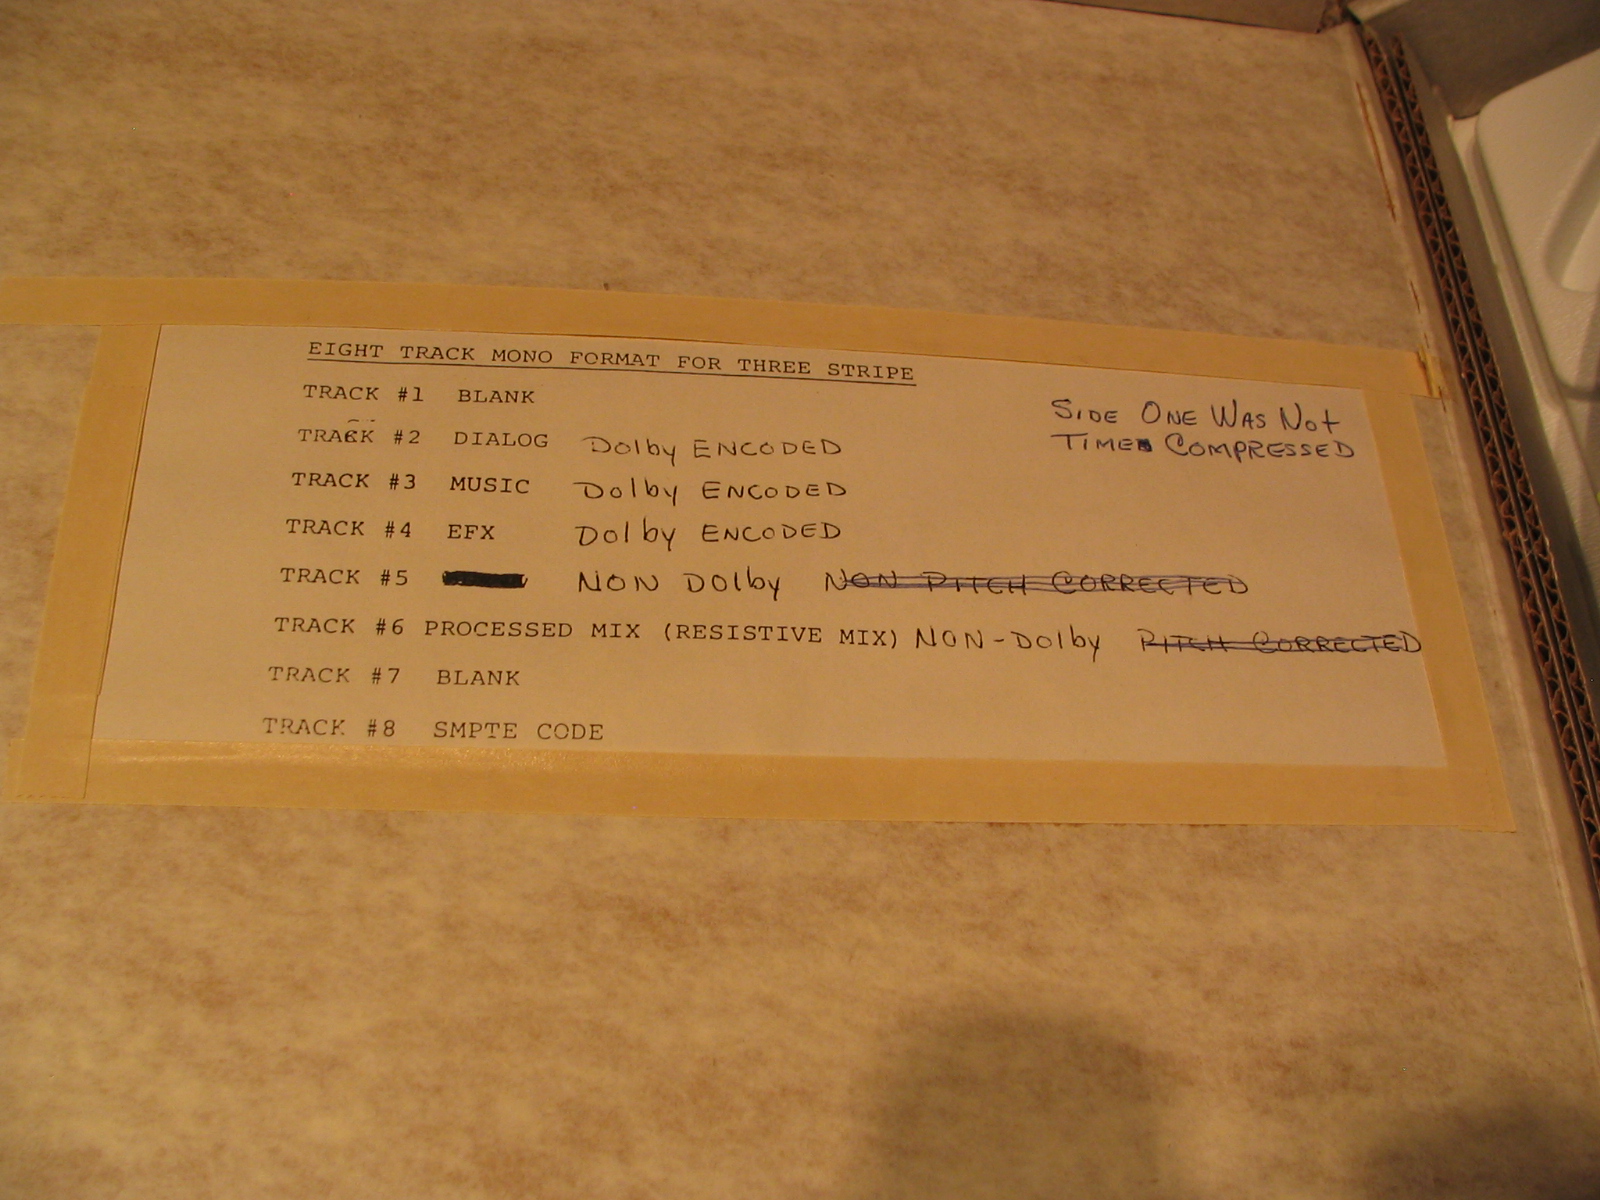 EIGHT TRACK MONO FORMAT FOR THREE STRIPE
TRACK #1 BLANK
SIDE ONE WAS NOT
TIME COMPRESSED
TRACK #2 DIALOG Dolby ENCODED
TRACK #3 MUSIC Dolby ENCODED
TRACK #4 EFX Dolby ENCODED
TRACK #5 NON Dolby NON PITCH CORRECTED
TRACK #6 PROCESSED MIX (RESISTIVE MIX) NON-Dolby PITCH CORRECTED
TRACK #7 BLANK
TRACK #8 SMPTE CODE